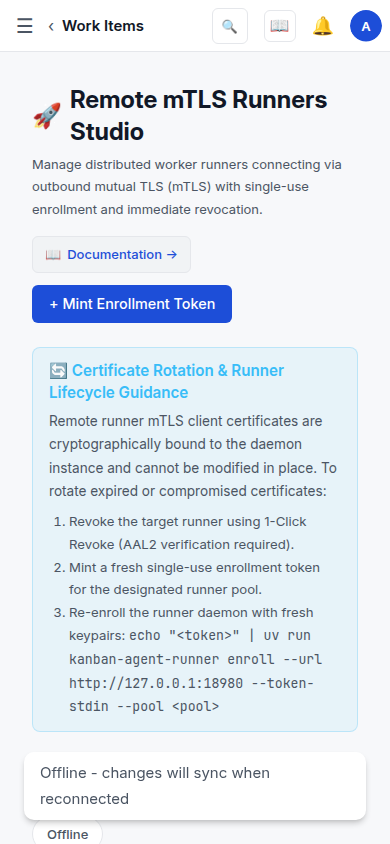 Work Items
A
Remote mTLS Runners
Studio
Manage distributed worker runners connecting via
outbound mutual TLS (mTLS) with single-use
enrollment and immediate revocation.
Documentation →
+ Mint Enrollment Token
Certificate Rotation & Runner
Lifecycle Guidance
Remote runner mTLS client certificates are
cryptographically bound to the daemon
instance and cannot be modified in place. To
rotate expired or compromised certificates:
1. Revoke the target runner using 1-Click
Revoke (AAL2 verification required).
2. Mint a fresh single-use enrollment token
for the designated runner pool.
3. Re-enroll the runner daemon with fresh
keypairs: echo "<token>" | uv run
kanban-agent-runner enroll --url
http://127.0.0.1:18980 --token-
stdin --pool <pool>
Offline - changes will sync when
reconnected
Offline